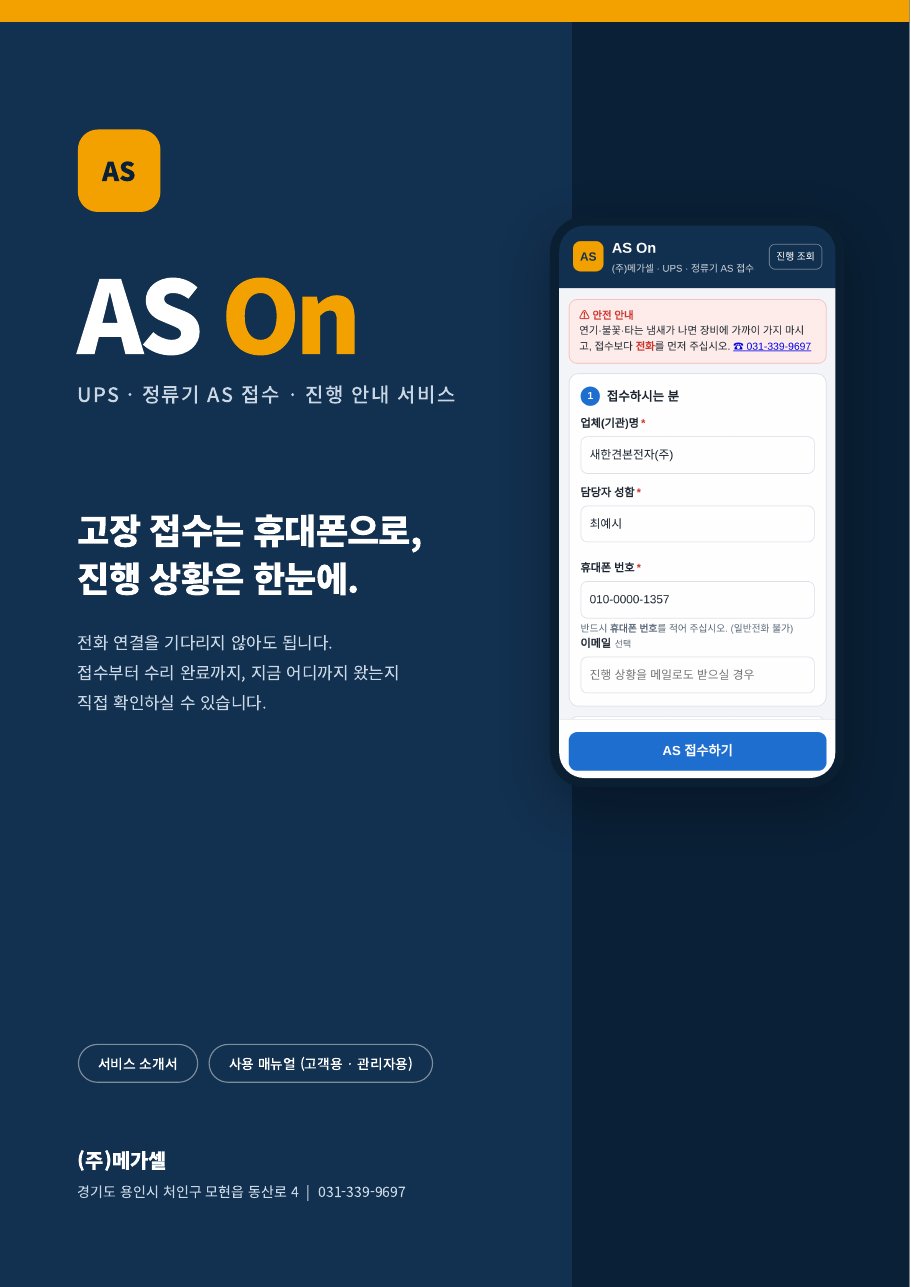 AS
AS On
UPS · 정류기 AS 접수 · 진행 안내 서비스
고장 접수는 휴대폰으로,
진행 상황은 한눈에.
전화 연결을 기다리지 않아도 됩니다.
접수부터 수리 완료까지, 지금 어디까지 왔는지
직접 확인하실 수 있습니다.
AS
AS On
(주)메가셀 · UPS · 정류기 AS 접수
진행 조회
⚠ 안전 안내
연기·불꽃·타는 냄새가 나면 장비에 가까이 가지 마시
고, 접수보다 전화를 먼저 주십시오. ☎ 031-339-9697
1 접수하시는 분
업체(기관)명 *
새한견본전자(주)
담당자 성함 *
최예시
휴대폰 번호 *
010-0000-1357
반드시 휴대폰 번호를 적어 주십시오. (일반전화 불가)
이메일 선택
진행 상황을 메일로도 받으실 경우
AS 접수하기
서비스 소개서
사용 매뉴얼 (고객용 · 관리자용)
(주)메가셀
경기도 용인시 처인구 모현읍 동산로 4 | 031-339-9697